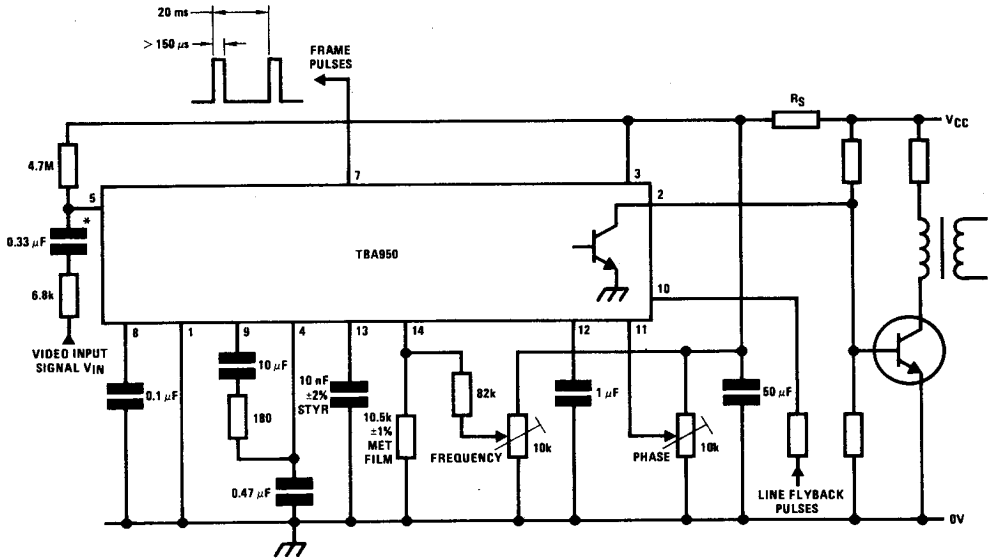 20 ms
> 150 µs
FRAME
PULSES
RS
VCC
4.7M
7
3
5
2
*
0.33 µF
TBA950
6.8k
10
8
1
9
4
13
14
12
11
VIDEO INPUT
SIGNAL VIN
10 µF
0.1 µF
10 nF
±2%
STYR
82k
1 µF
50 µF
180
10.5k
±1%
MET
FILM
FREQUENCY
10k
PHASE
10k
0.47 µF
LINE FLYBACK
PULSES
0V